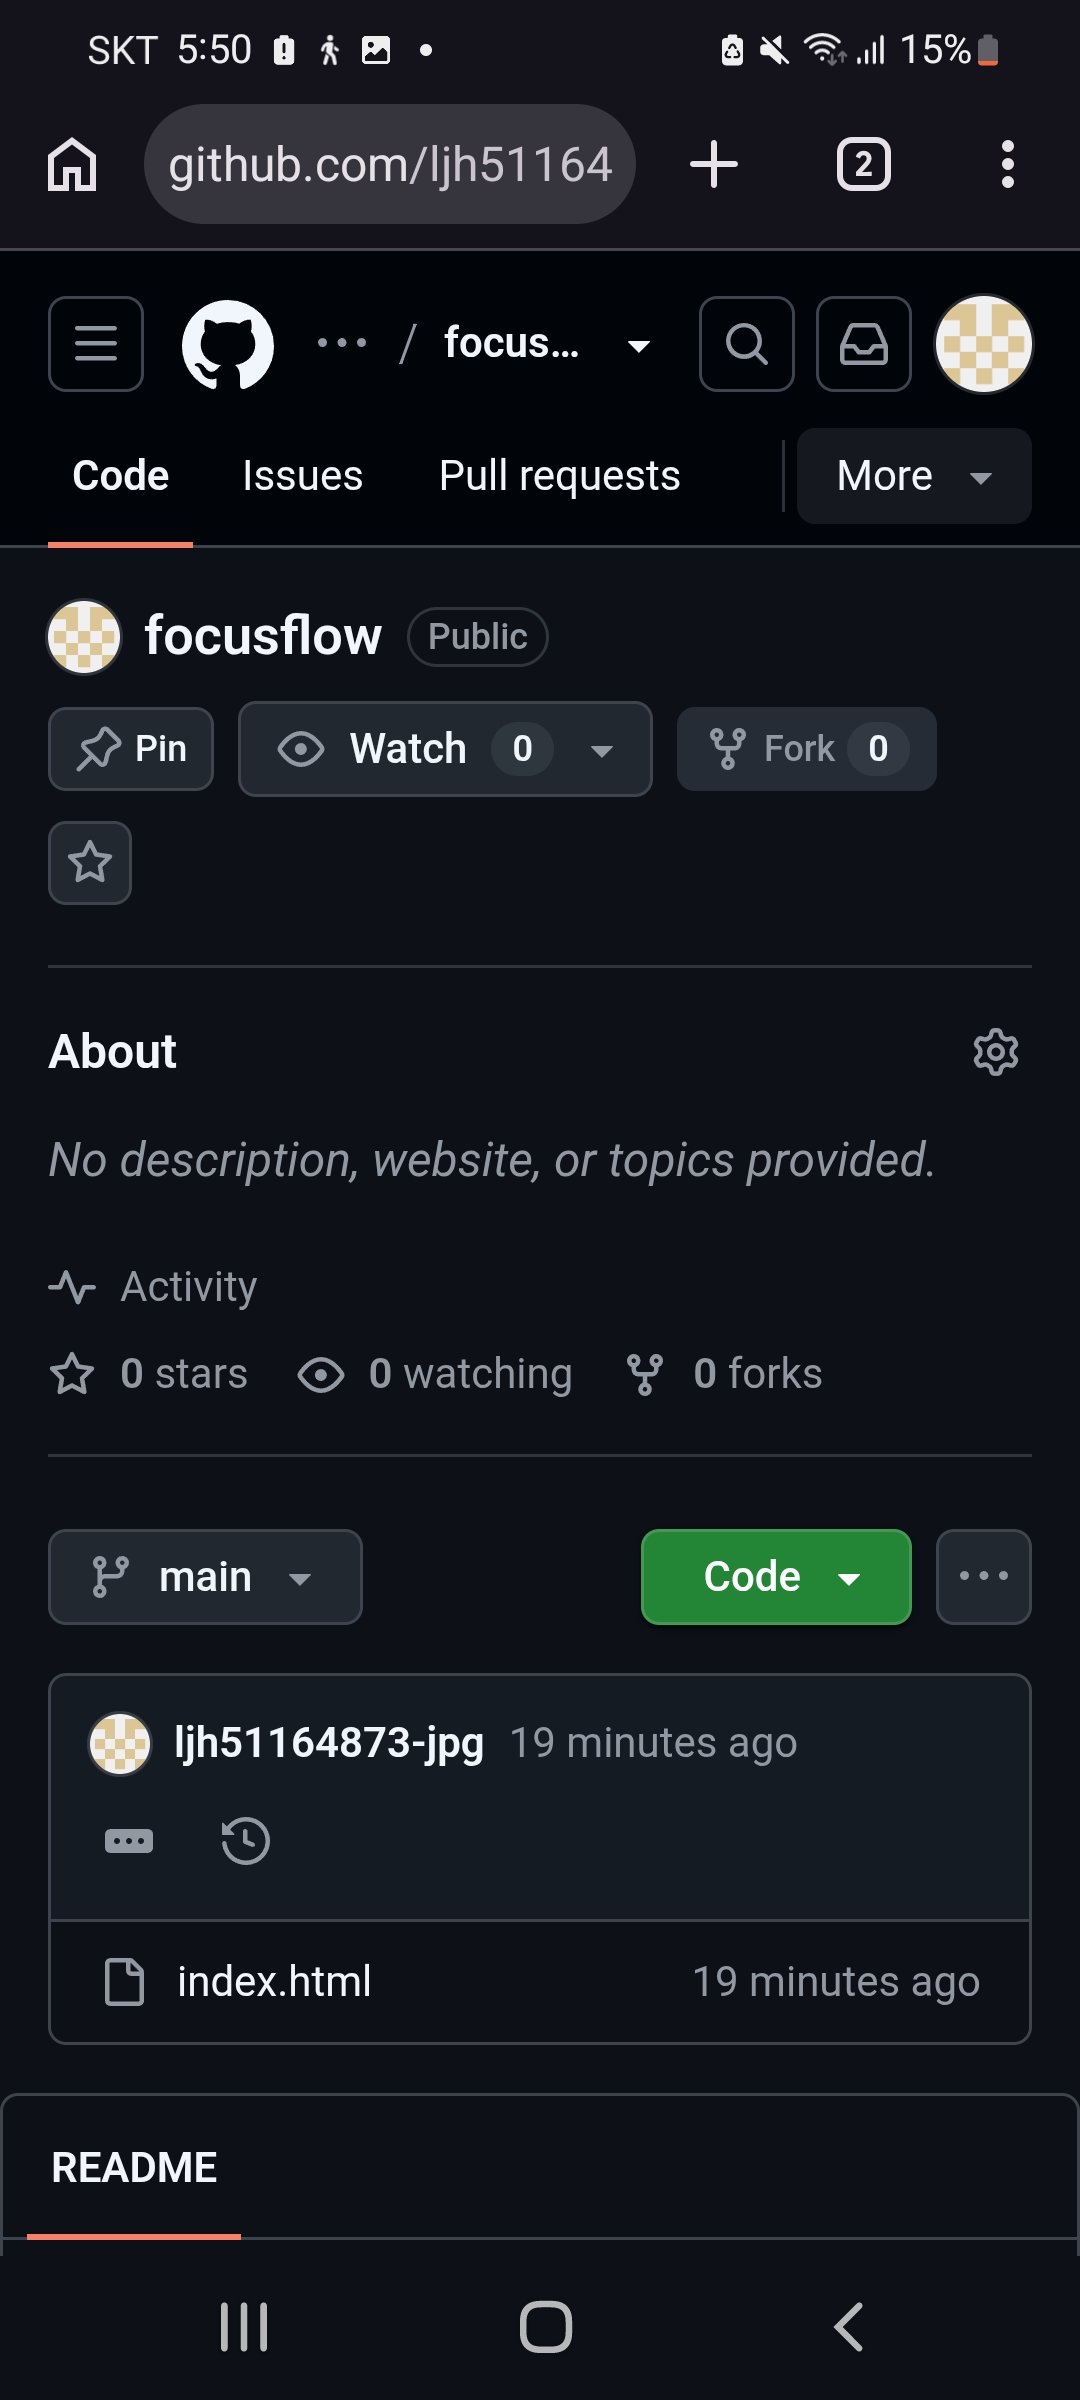 SKT 5:50 15%
github.com/ljh51164 2
... / focus...
Code Issues Pull requests More
focusflow Public
Pin Watch 0 Fork 0
About
No description, website, or topics provided.
Activity
0 stars 0 watching 0 forks
main Code
ljh51164873-jpg 19 minutes ago
index.html 19 minutes ago
README